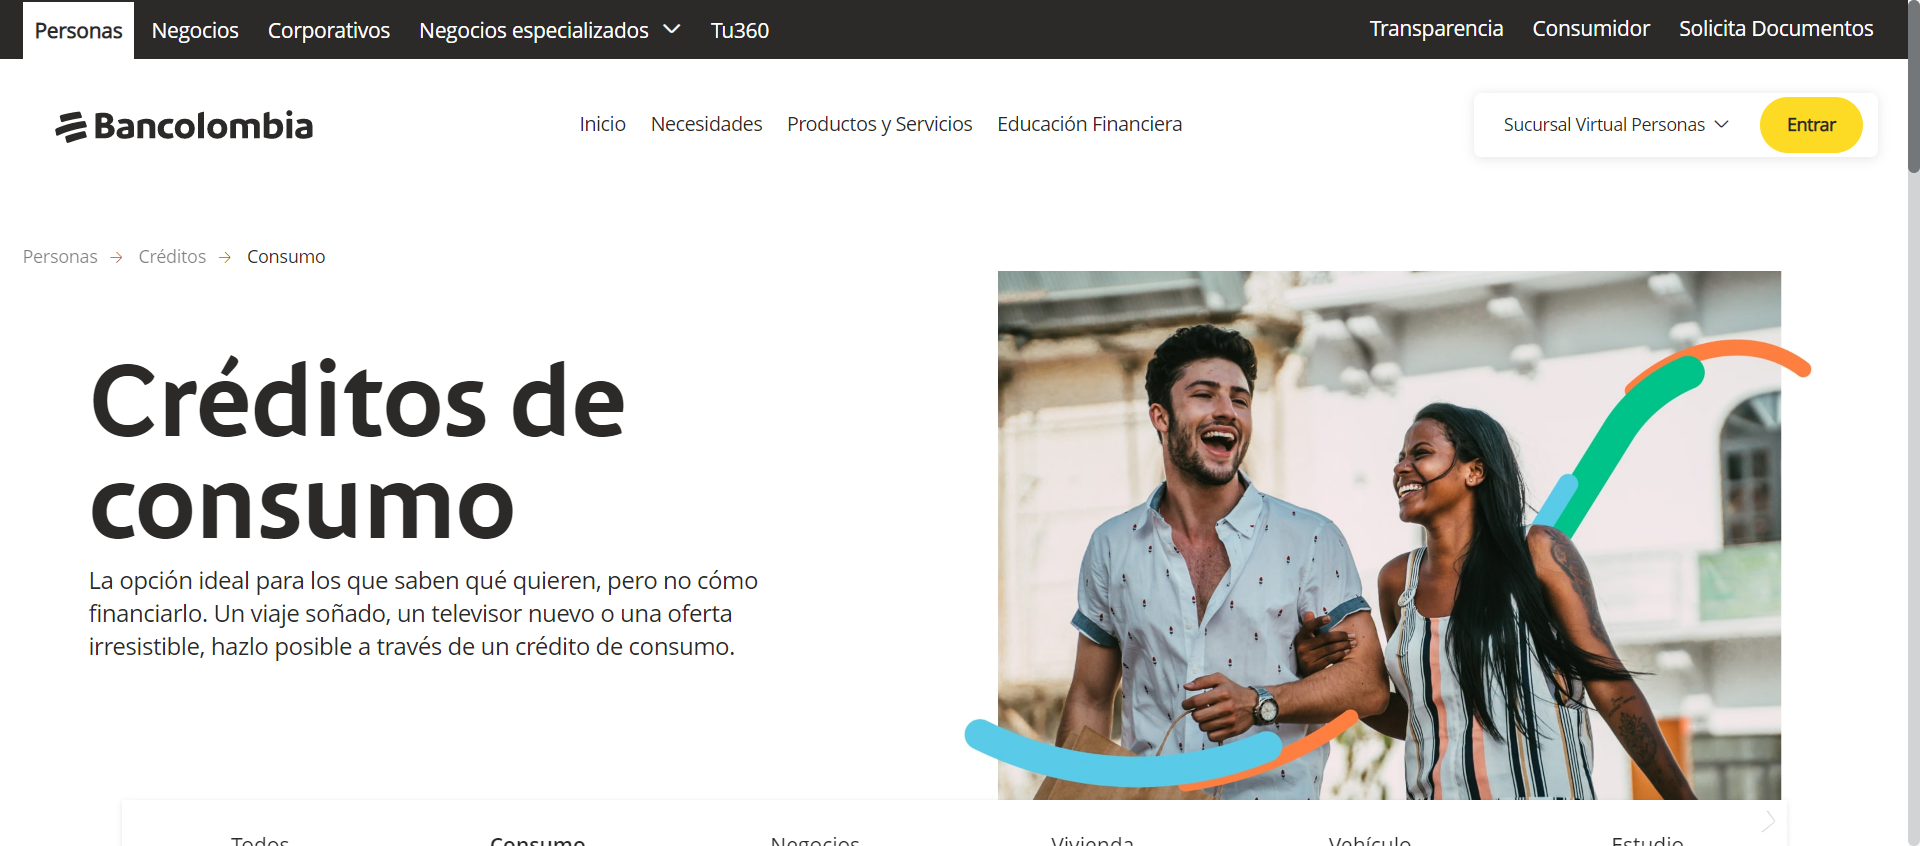 Personas Negocios Corporativos Negocios especializados Tu360 Transparencia Consumidor Solicita Documentos
Bancolombia Inicio Necesidades Productos y Servicios Educación Financiera Sucursal Virtual Personas Entrar
Personas → Créditos → Consumo
Créditos de
consumo
La opción ideal para los que saben qué quieren, pero no cómo
financiarlo. Un viaje soñado, un televisor nuevo o una oferta
irresistible, hazlo posible a través de un crédito de consumo.
Todos Consumo Negocios Vivienda Vehículo Estudio